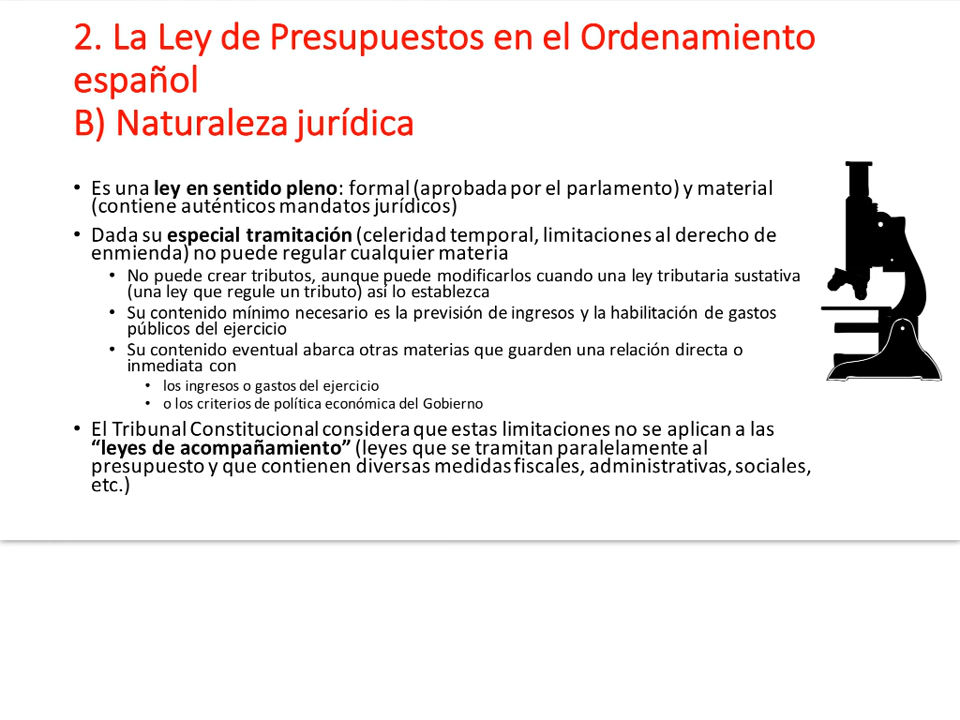 2. La Ley de Presupuestos en el Ordenamiento
español
B) Naturaleza jurídica
• Es una ley en sentido pleno: formal (aprobada por el parlamento) y material
(contiene auténticos mandatos jurídicos)
• Dada su especial tramitación (celeridad temporal, limitaciones al derecho de
enmienda) no puede regular cualquier materia
• No puede crear tributos, aunque puede modificarlos cuando una ley tributaria sustativa
(una ley que regule un tributo) así lo establezca
• Su contenido mínimo necesario es la previsión de ingresos y la habilitación de gastos
públicos del ejercicio
• Su contenido eventual abarca otras materias que guarden una relación directa o
inmediata con
• los ingresos o gastos del ejercicio
• o los criterios de política económica del Gobierno
• El Tribunal Constitucional considera que estas limitaciones no se aplican a las
“leyes de acompañamiento” (leyes que se tramitan paralelamente al
presupuesto y que contienen diversas medidas fiscales, administrativas, sociales,
etc.)